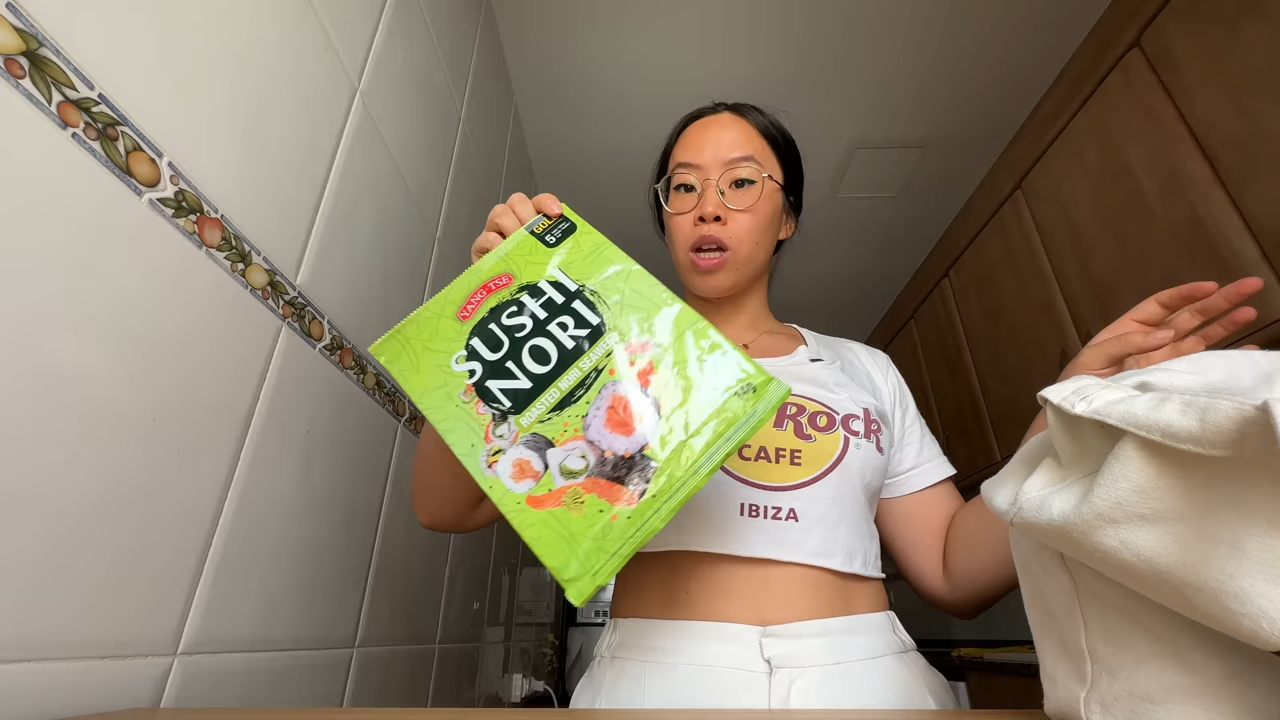 GOLD
5
YANG-TSE
SUSHI
NORI
ROASTED NORI SEAWEED
Rock
CAFE
IBIZA